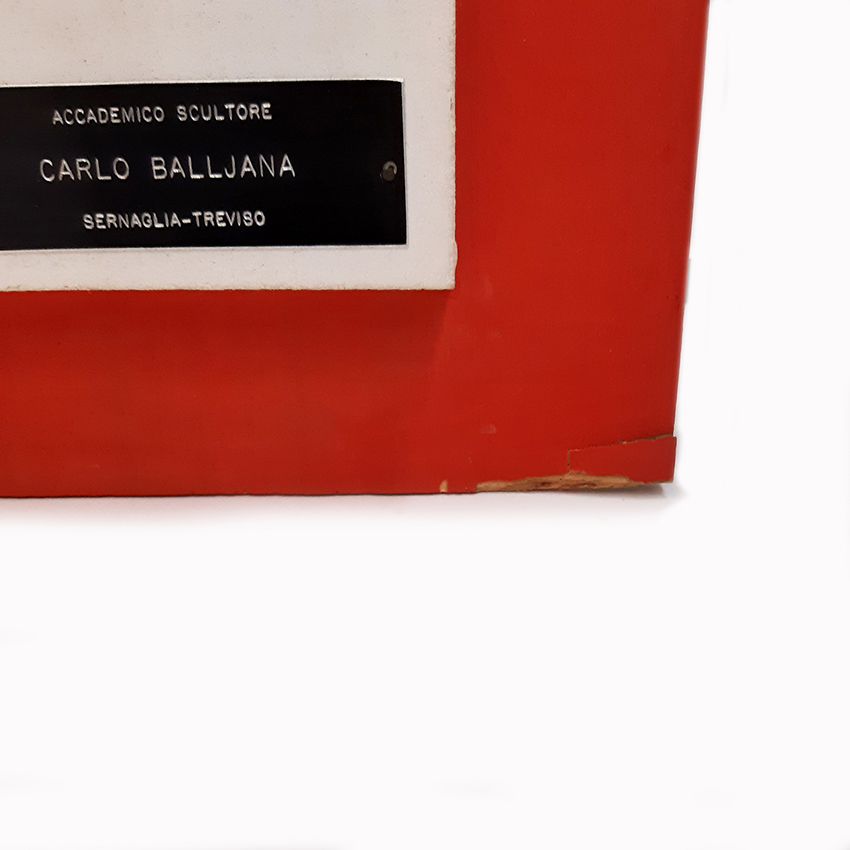 ACCADEMICO SCULTORE
CARLO BALLJANA
SERNAGLIA-TREVISO